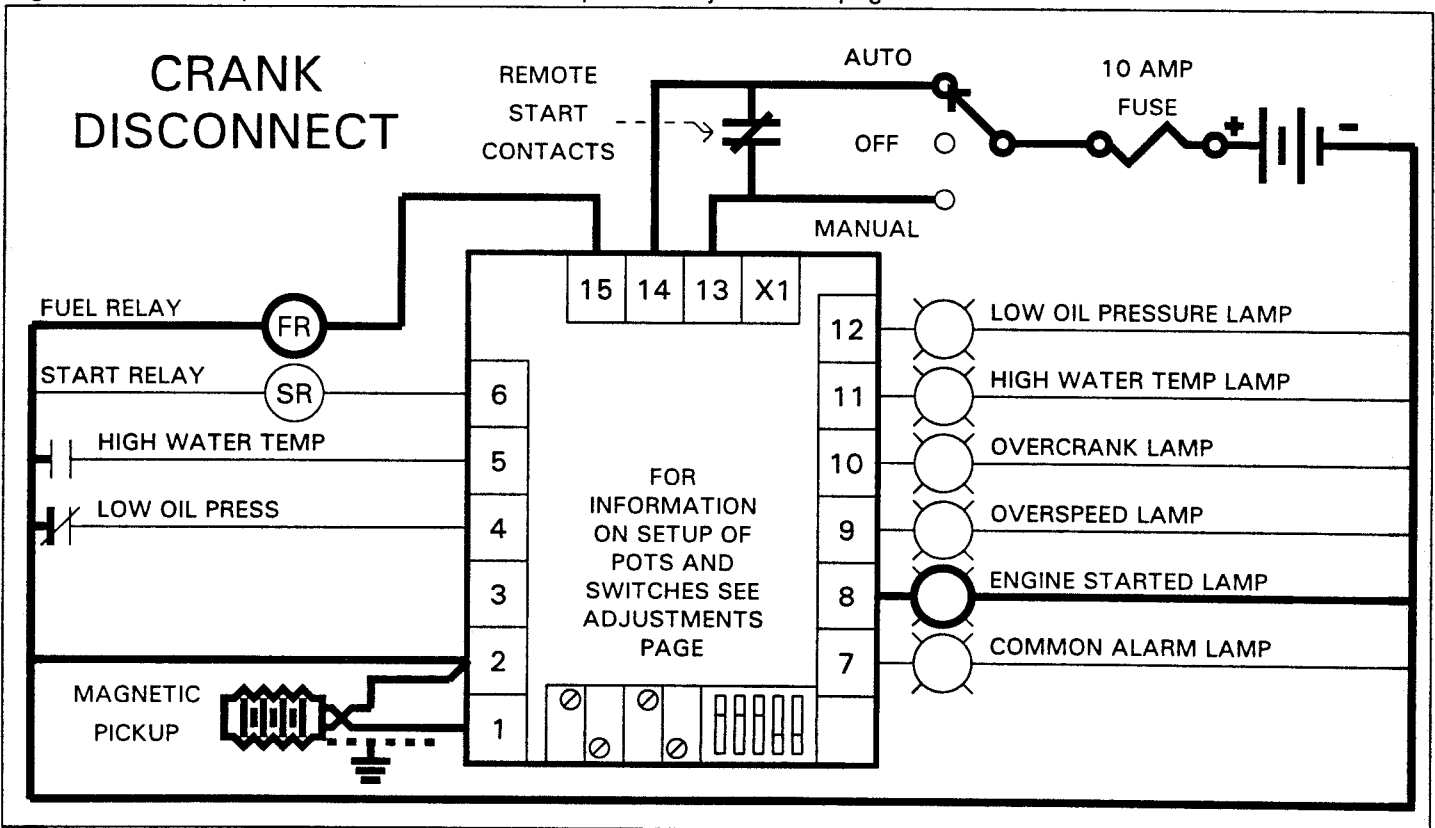 CRANK
DISCONNECT
REMOTE
START
CONTACTS
AUTO
OFF
MANUAL
10 AMP
FUSE
+
-
15 14 13 X1
FUEL RELAY
FR
START RELAY
SR
HIGH WATER TEMP
LOW OIL PRESS
6
5
4
3
2
1
MAGNETIC
PICKUP
FOR
INFORMATION
ON SETUP OF
POTS AND
SWITCHES SEE
ADJUSTMENTS
PAGE
12
LOW OIL PRESSURE LAMP
11
HIGH WATER TEMP LAMP
10
OVERCRANK LAMP
9
OVERSPEED LAMP
8
ENGINE STARTED LAMP
7
COMMON ALARM LAMP